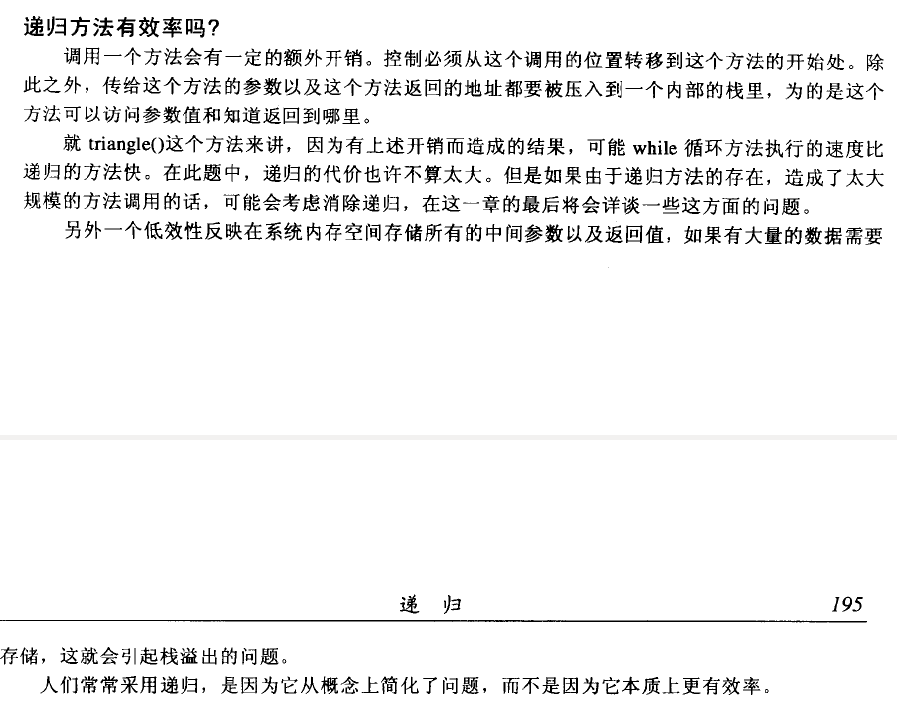 递归方法有效率吗?
调用一个方法会有一定的额外开销。控制必须从这个调用的位置转移到这个方法的开始处。除
此之外，传给这个方法的参数以及这个方法返回的地址都要被压入到一个内部的栈里，为的是这个
方法可以访问参数值和知道返回到哪里。
就 triangle()这个方法来讲，因为有上述开销而造成的结果，可能 while 循环方法执行的速度比
递归的方法快。在此题中，递归的代价也许不算太大。但是如果由于递归方法的存在，造成了太大
规模的方法调用的话，可能会考虑消除递归，在这一章的最后将会详谈一些这方面的问题。
另外一个低效性反映在系统内存空间存储所有的中间参数以及返回值，如果有大量的数据需要
递 归 195
存储，这就会引起栈溢出的问题。
人们常常采用递归，是因为它从概念上简化了问题，而不是因为它本质上更有效率。